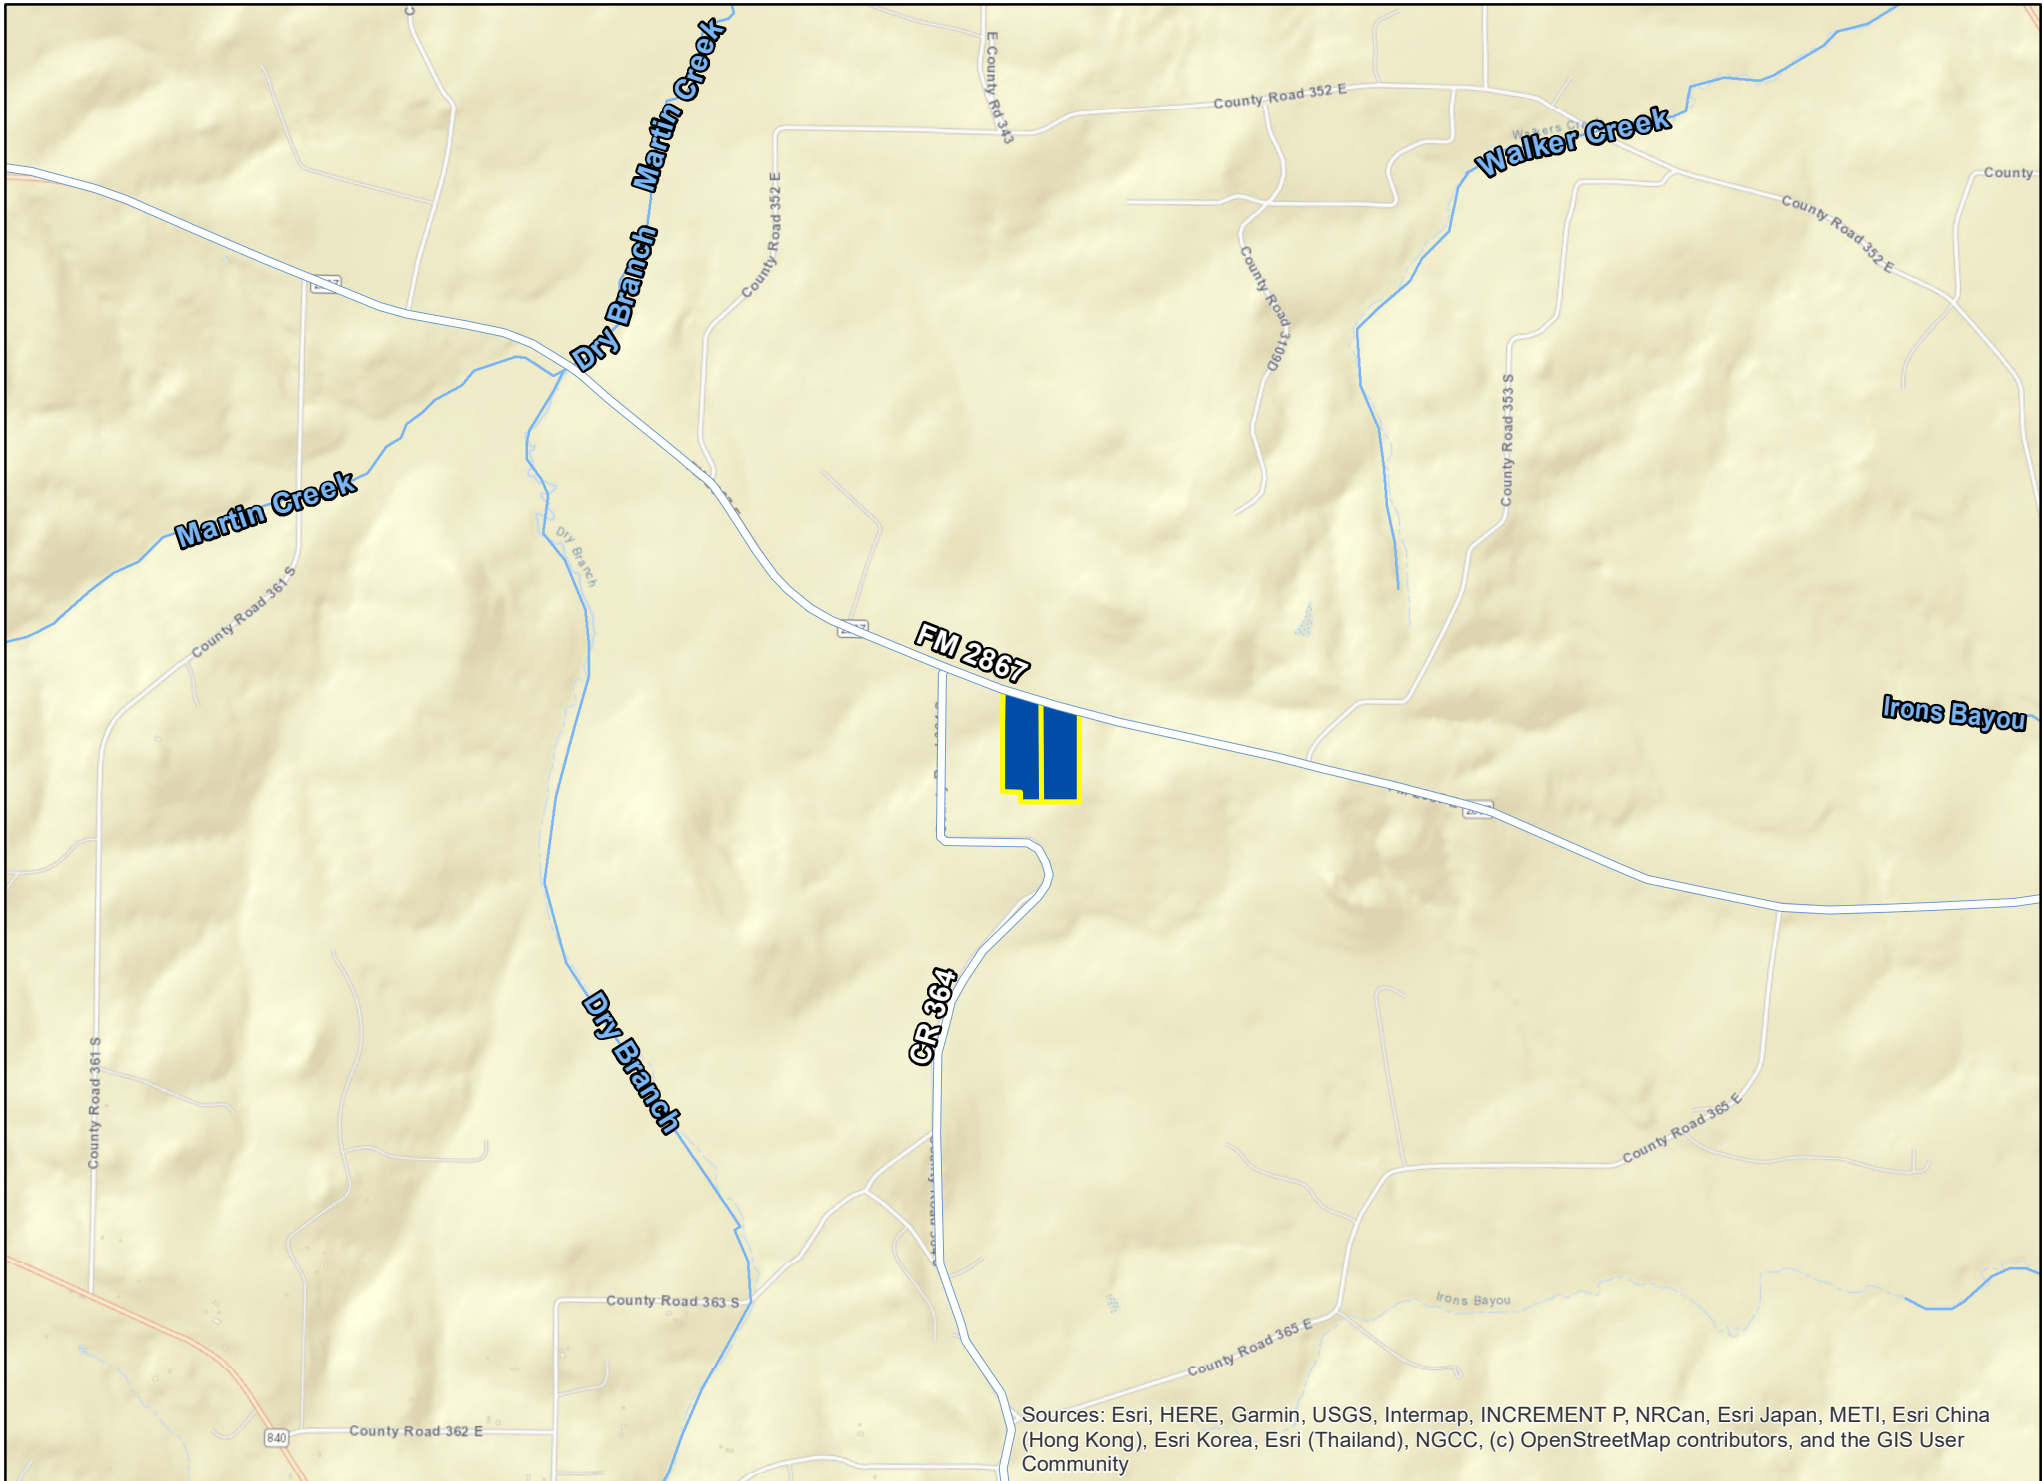 Martin Creek
E County Rd 343
County Road 352 E
Walker Creek
County
County Road 352 E
County Road 352 E
Dry Branch
County Road 3109D
County Road 353 S
Martin Creek
Dry Branch
County Road 361 S
FM 2867
Irons Bayou
CR 364
Dry Branch
County Road 361 S
County Road 365 E
County Road 363 S
Irons Bayou
County Road 365 E
840
County Road 362 E
Sources: Esri, HERE, Garmin, USGS, Intermap, INCREMENT P, NRCan, Esri Japan, METI, Esri China
(Hong Kong), Esri Korea, Esri (Thailand), NGCC, (c) OpenStreetMap contributors, and the GIS User
Community